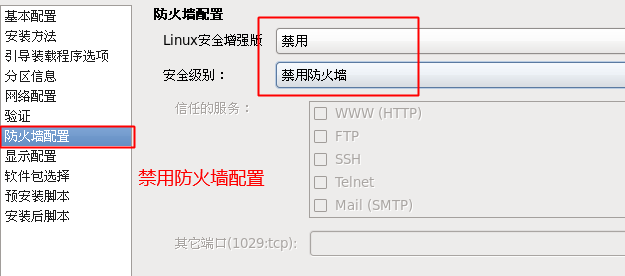 基本配置
安装方法
引导装载程序选项
分区信息
网络配置
验证
防火墙配置
显示配置
软件包选择
预安装脚本
安装后脚本
防火墙配置
Linux安全增强版
禁用
安全级别：
禁用防火墙
信任的服务：
WWW (HTTP)
FTP
SSH
Telnet
Mail (SMTP)
禁用防火墙配置
其它端口(1029:tcp):